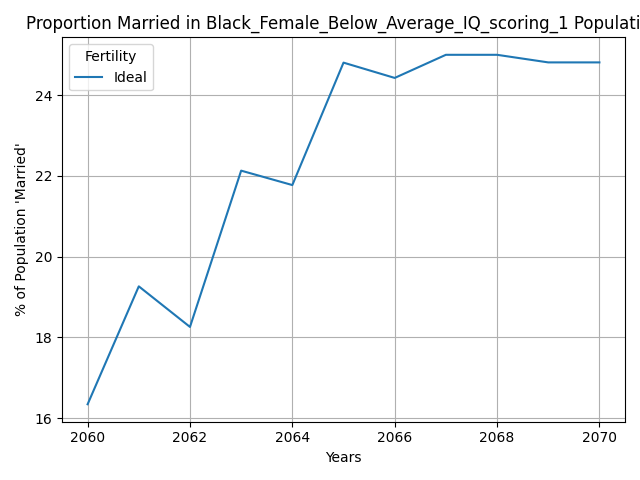 Proportion Married in Black_Female_Below_Average_IQ_scoring_1 Populati
Fertility
Ideal
% of Population 'Married'
24
22
20
18
16
2060 2062 2064 2066 2068 2070
Years